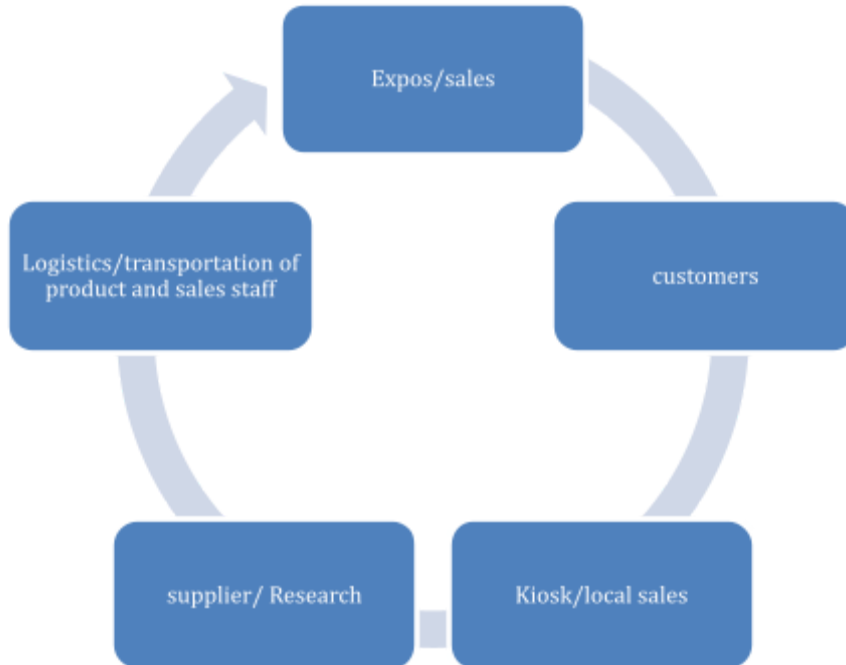 Expos/sales
customers
Kiosk/local sales
supplier/ Research
Logistics/transportation of
product and sales staff